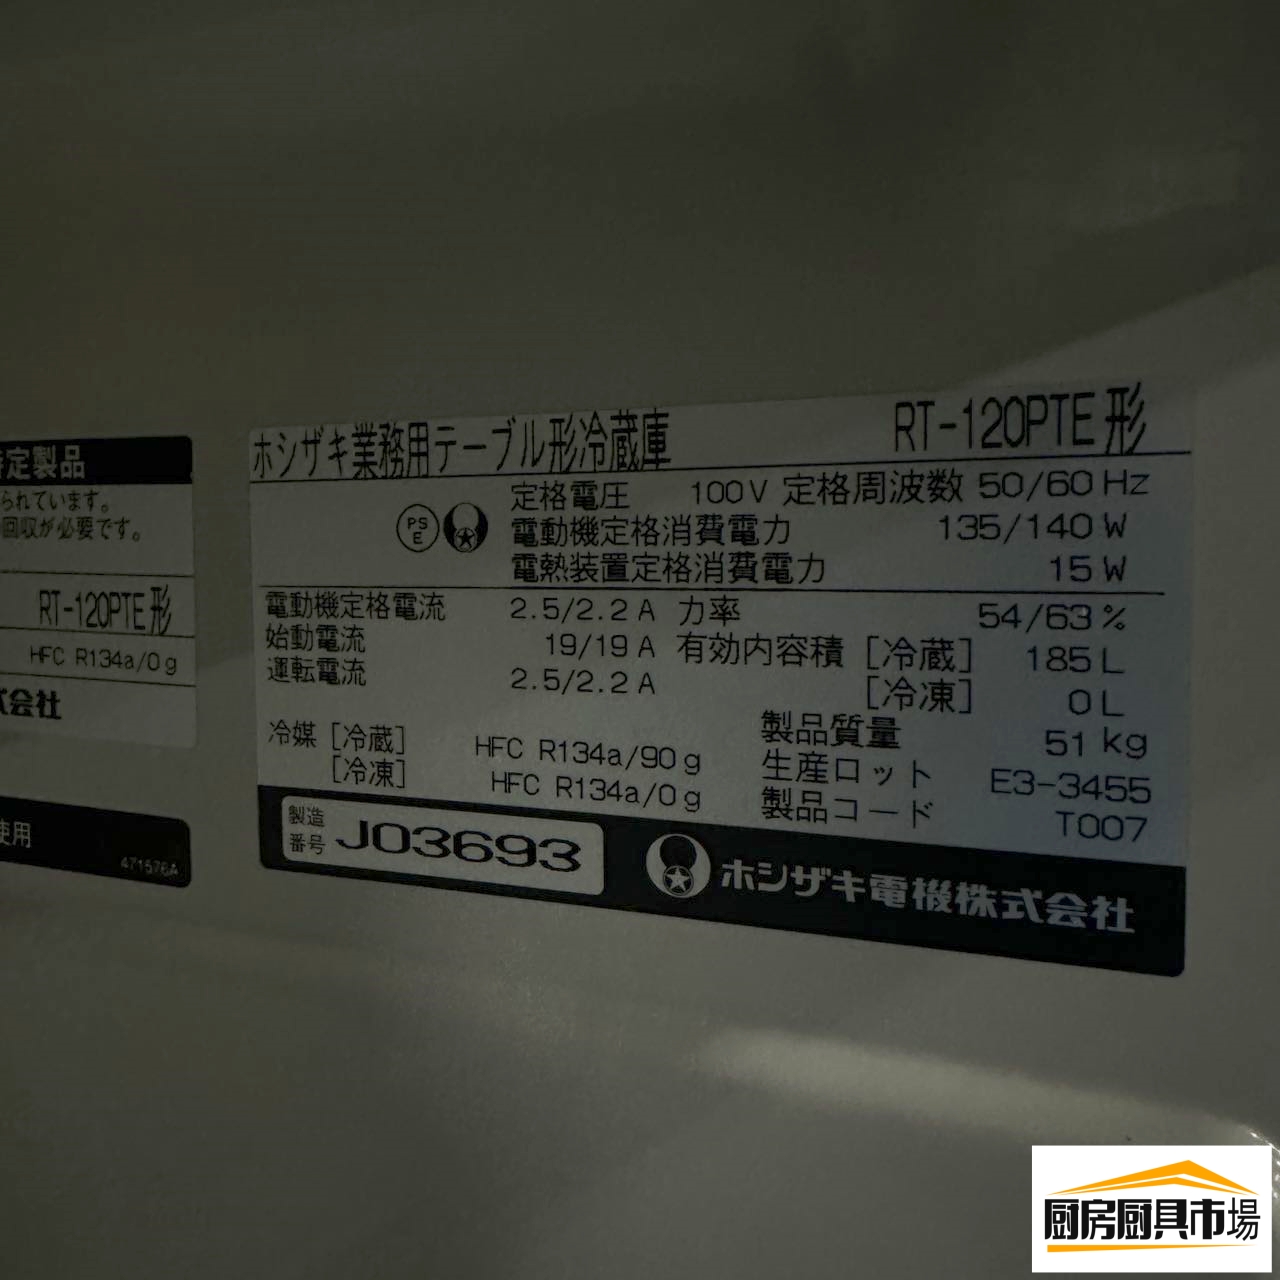 定製品
られています。
回収が必要です。
RT-120PTE形
HFC R134a/0g
式会社
使用
471576A
ホシザキ業務用テーブル形冷蔵庫 RT-120PTE形
PS E
定格電圧 100V 定格周波数 50/60Hz
電動機定格消費電力 135/140W
電熱装置定格消費電力 15W
電動機定格電流 2.5/2.2A 力率 54/63%
始動電流 19/19A 有効内容積 [冷蔵] 185L
運転電流 2.5/2.2A [冷凍] 0L
製品質量 51kg
冷媒 [冷蔵] HFC R134a/90g 生産ロット E3-3455
[冷凍] HFC R134a/0g 製品コード T007
製造番号 J03693 ホシザキ電機株式会社
厨房厨具市場